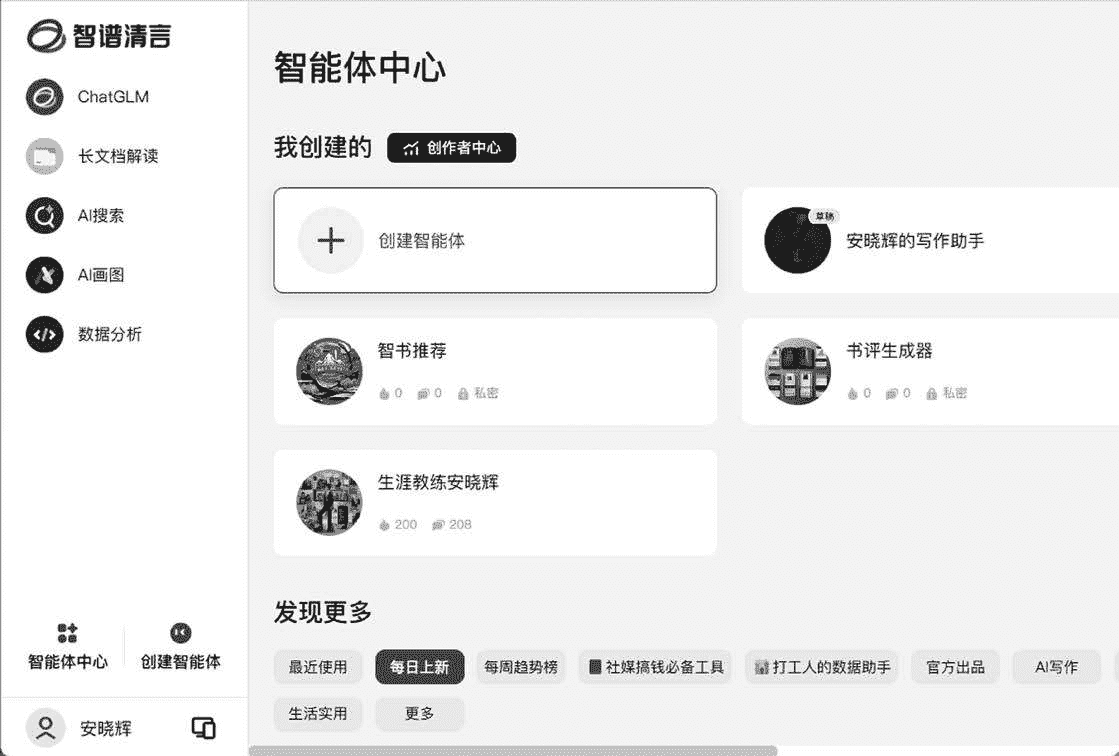 智谱清言
ChatGLM
长文档解读
AI搜索
AI画图
数据分析
智能体中心
创建智能体
安晓辉
智能体中心
我创建的 创作者中心
创建智能体
草稿
安晓辉的写作助手
智书推荐
0 0 私密
书评生成器
0 0 私密
生涯教练安晓辉
200 208
发现更多
最近使用 每日上新 每周趋势榜 社媒搞钱必备工具 打工人的数据助手 官方出品 AI写作
生活实用 更多